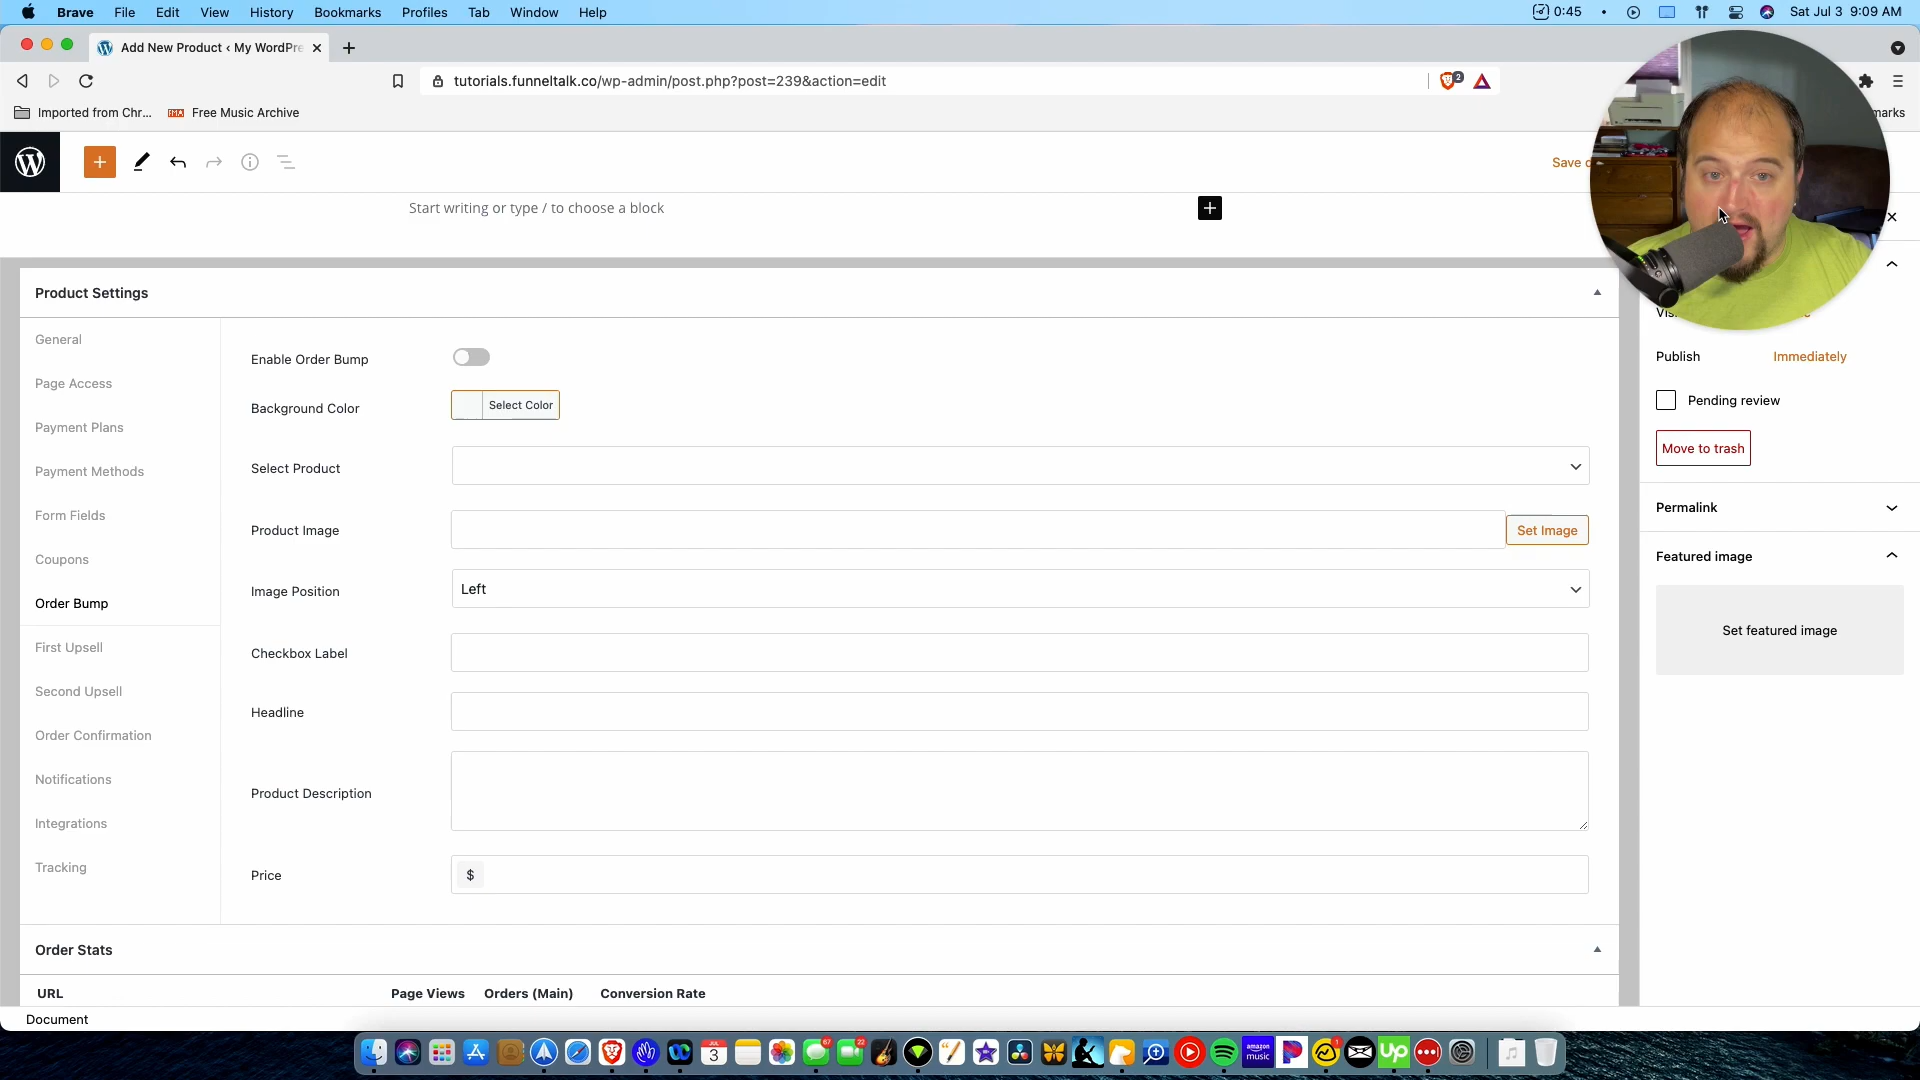 Brave File Edit View History Bookmarks Profiles Tab Window Help 0:45 Sat Jul 3 9:09 AM
Add New Product ‹ My WordPre
tutorials.funneltalk.co/wp-admin/post.php?post=239&action=edit 2
Imported from Chr... Free Music Archive marks
Save
Start writing or type / to choose a block
Product Settings
General
Page Access
Payment Plans
Payment Methods
Form Fields
Coupons
Order Bump
First Upsell
Second Upsell
Order Confirmation
Notifications
Integrations
Tracking
Enable Order Bump
Background Color Select Color
Select Product
Product Image Set Image
Image Position Left
Checkbox Label
Headline
Product Description
Price $
Publish Immediately
Pending review
Move to trash
Permalink
Featured image
Set featured image
Order Stats
URL Page Views Orders (Main) Conversion Rate
Document
JUL
3
amazon music
Up